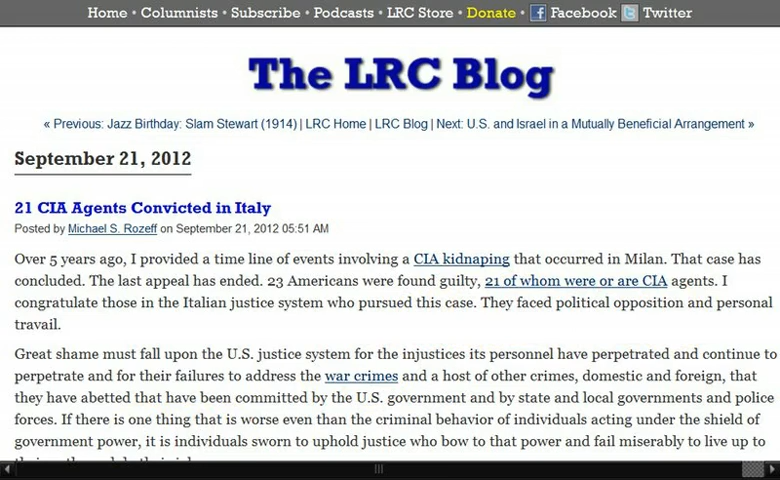 Home • Columnists • Subscribe • Podcasts • LRC Store • Donate • Facebook Twitter
The LRC Blog
« Previous: Jazz Birthday: Slam Stewart (1914) | LRC Home | LRC Blog | Next: U.S. and Israel in a Mutually Beneficial Arrangement »
September 21, 2012
21 CIA Agents Convicted in Italy
Posted by Michael S. Rozeff on September 21, 2012 05:51 AM
Over 5 years ago, I provided a time line of events involving a CIA kidnaping that occurred in Milan. That case has
concluded. The last appeal has ended. 23 Americans were found guilty, 21 of whom were or are CIA agents. I
congratulate those in the Italian justice system who pursued this case. They faced political opposition and personal
travail.
Great shame must fall upon the U.S. justice system for the injustices its personnel have perpetrated and continue to
perpetrate and for their failures to address the war crimes and a host of other crimes, domestic and foreign, that
they have abetted that have been committed by the U.S. government and by state and local governments and police
forces. If there is one thing that is worse even than the criminal behavior of individuals acting under the shield of
government power, it is individuals sworn to uphold justice who bow to that power and fail miserably to live up to